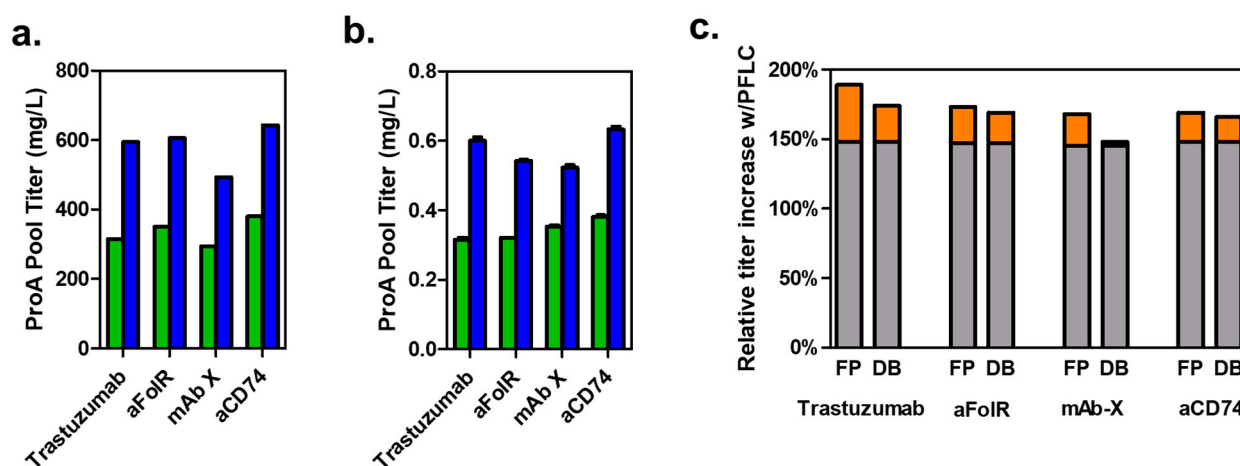 a.
ProA Pool Titer (mg/L)
800
600
400
200
0
Trastuzumab
aFolR
mAb X
aCD74
b.
ProA Pool Titer (mg/L)
0.8
0.6
0.4
0.2
0.0
Trastuzumab
aFolR
mAb X
aCD74
c.
Relative titer increase w/PFLC
200%
150%
100%
50%
0%
FP DB FP DB FP DB FP DB
Trastuzumab aFolR mAb-X aCD74